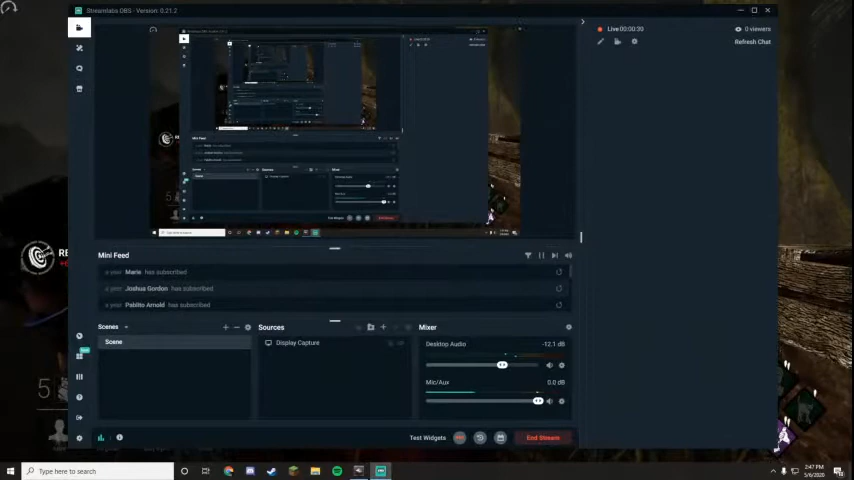 Streamlabs OBS - Version: 0.21.2
Live 00:00:20
0 viewers
Refresh Chat
Mini Feed
a year Marie has subscribed
a year Joshua Gordon has subscribed
a year Pablito Arnold has subscribed
Scenes
Sources
Mixer
Scene
Display Capture
Desktop Audio
-12.1 dB
Mic/Aux
0.0 dB
Test Widgets
End Stream
RE
5
Type here to search
2:47 PM
5/6/2020